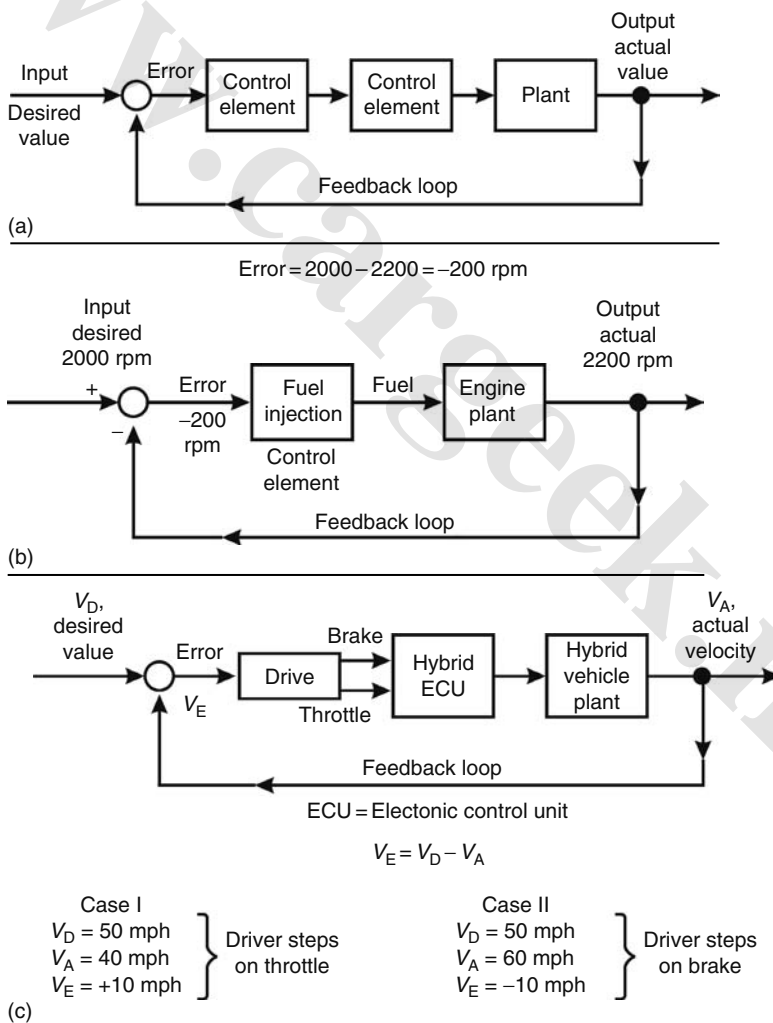 Input
Desired
value
Error
Control
element
Control
element
Plant
Output
actual
value
Feedback loop
(a)
Error = 2000 – 2200 = –200 rpm
Input
desired
2000 rpm
+
–
Error
–200
rpm
Fuel
injection
Control
element
Fuel
Engine
plant
Output
actual
2200 rpm
Feedback loop
(b)
V_D,
desired
value
Error
V_E
Drive
Brake
Throttle
Hybrid
ECU
Hybrid
vehicle
plant
V_A,
actual
velocity
Feedback loop
ECU = Electonic control unit
V_E = V_D – V_A
Case I
V_D = 50 mph
V_A = 40 mph
V_E = +10 mph
Driver steps
on throttle
Case II
V_D = 50 mph
V_A = 60 mph
V_E = –10 mph
Driver steps
on brake
(c)
w.cargeek.